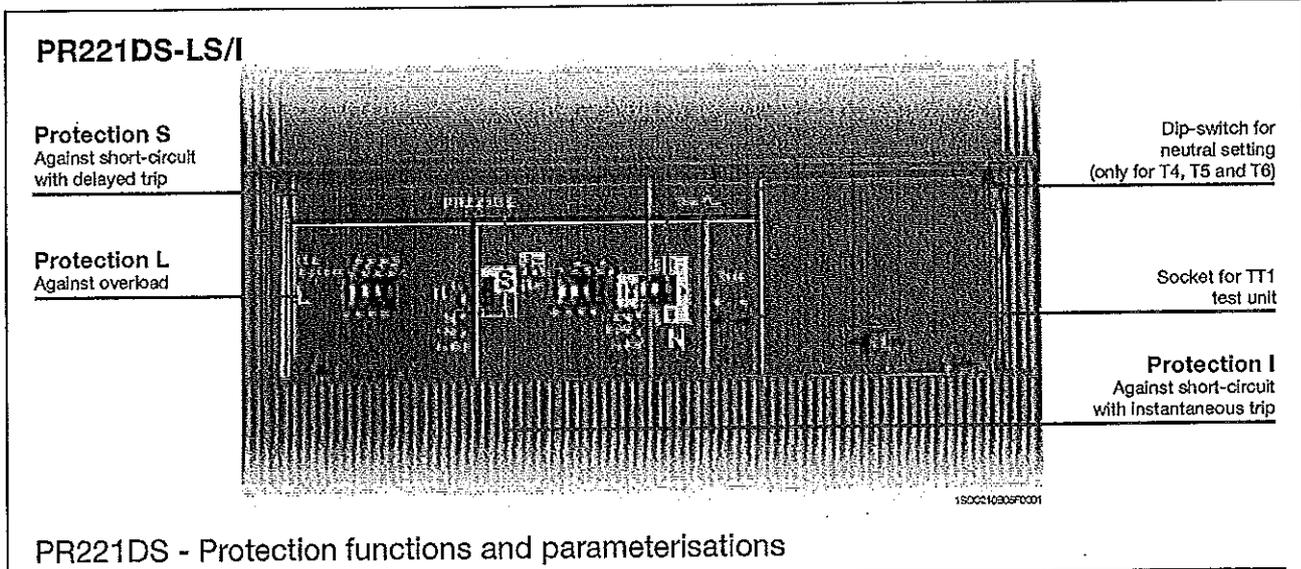 PR221DS-LS/I
Protection S
Against short-circuit
with delayed trip
Protection L
Against overload
S
N
Dip-switch for
neutral setting
(only for T4, T5 and T6)
Socket for TT1
test unit
Protection I
Against short-circuit
with instantaneous trip
PR221DS - Protection functions and parameterisations